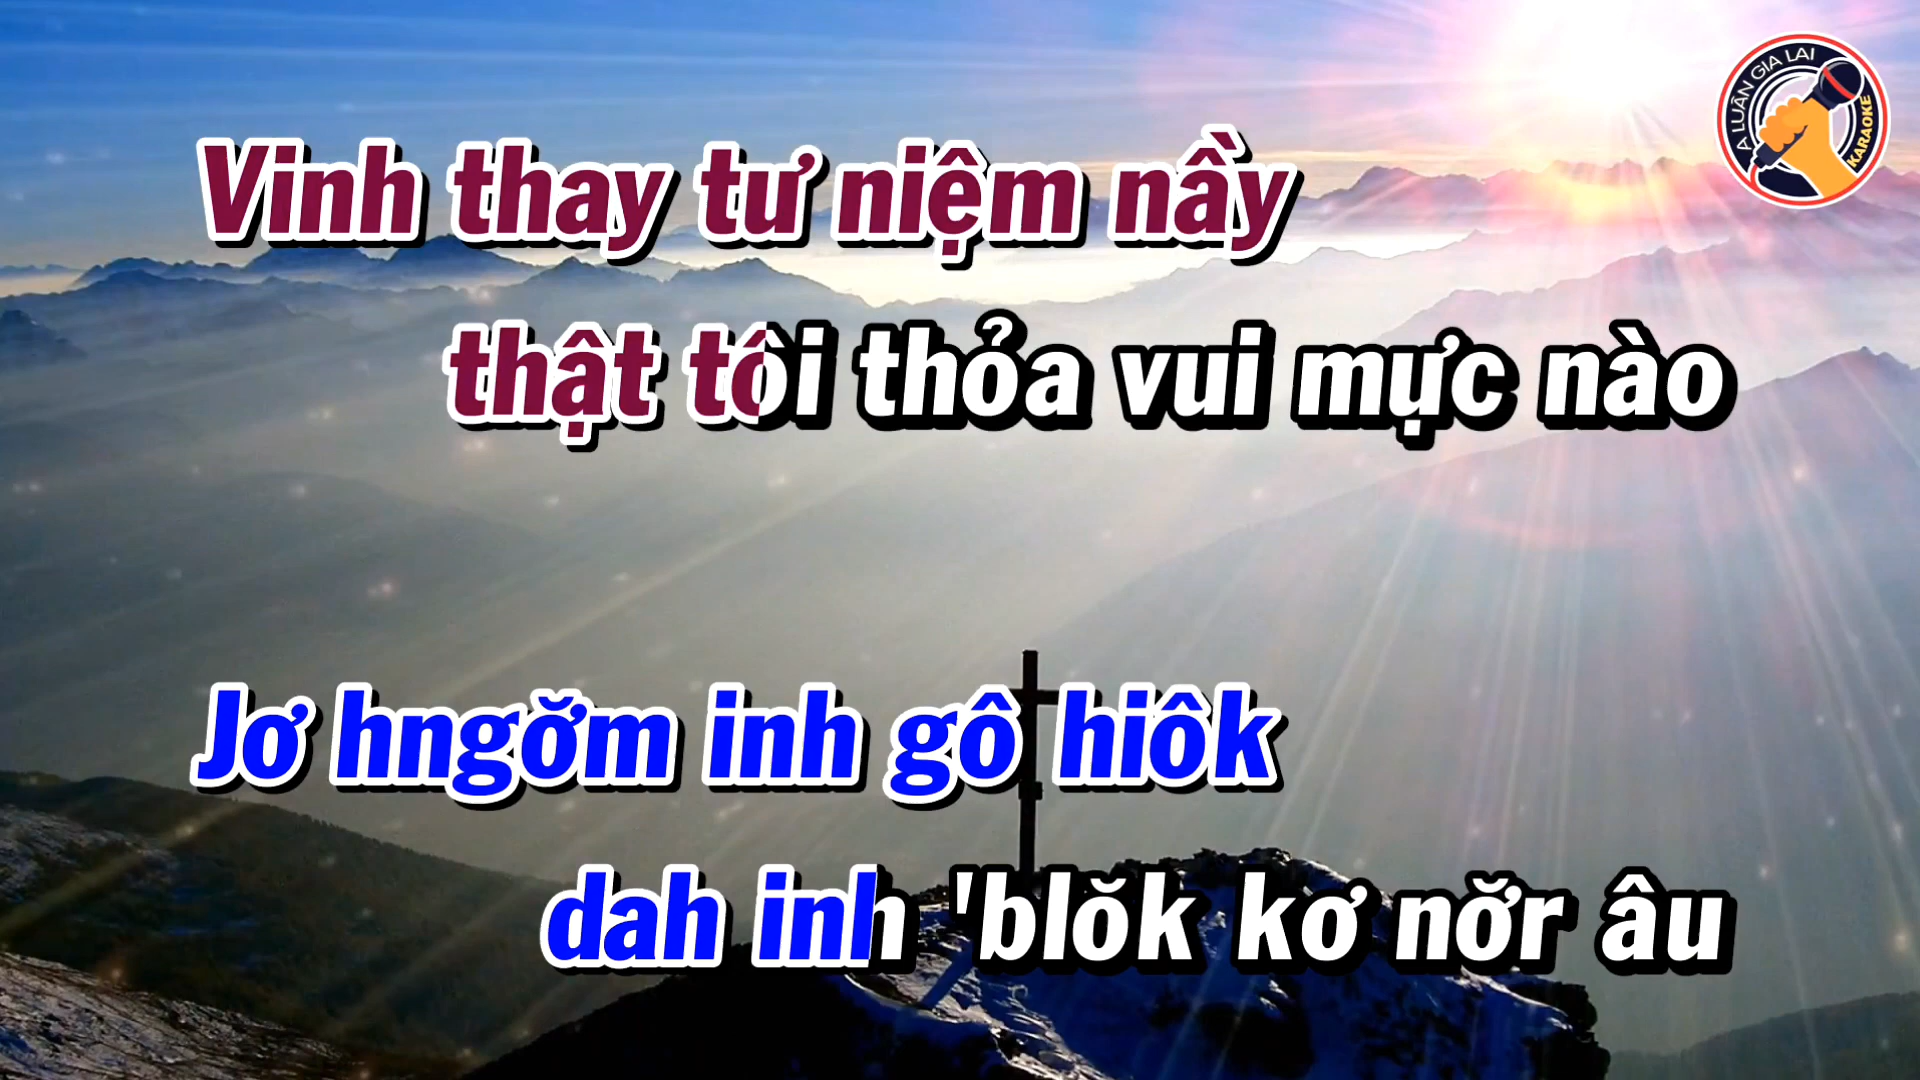 A LUÂN GIA LAI
KARAOKE
Vinh thay tư niệm nầy
thật tôi thỏa vui mực nào
Jơ hngơ̆m inh gô hiôk
dah inh 'blŏk kơ nơ̆r âu